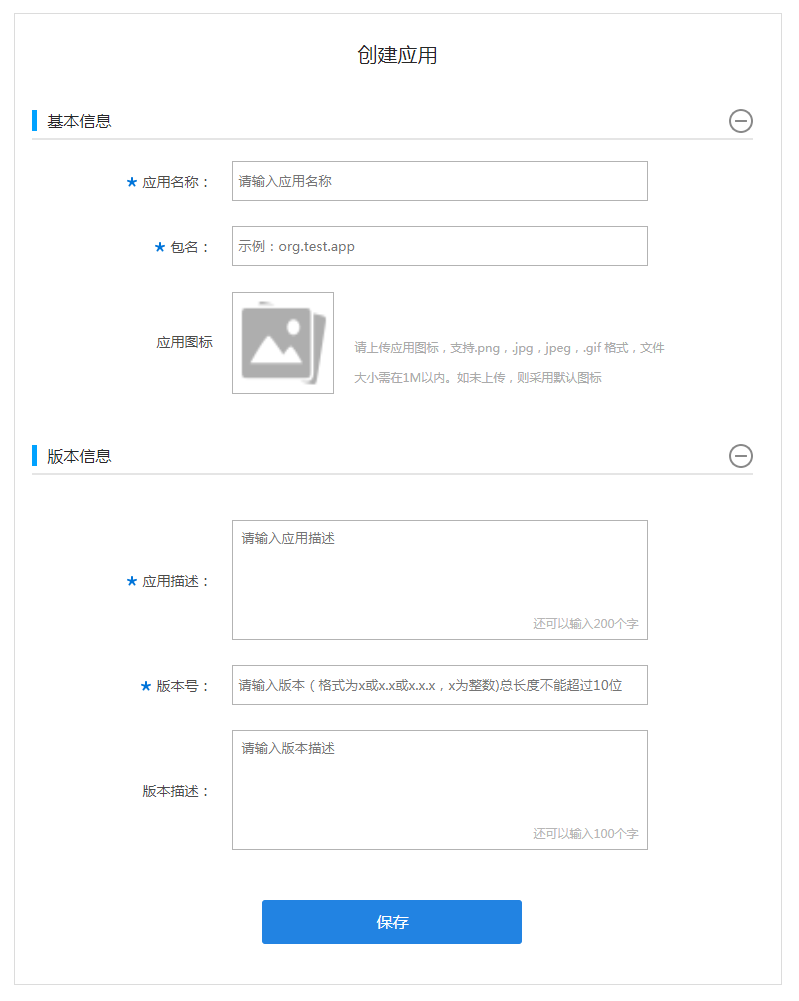 创建应用
基本信息
★ 应用名称：
请输入应用名称
★ 包名：
示例：org.test.app
应用图标
请上传应用图标，支持.png，.jpg，jpeg，.gif 格式，文件
大小需在1M以内。如未上传，则采用默认图标
版本信息
★ 应用描述：
请输入应用描述
还可以输入200个字
★ 版本号：
请输入版本（格式为x或x.x或x.x.x，x为整数)总长度不能超过10位
版本描述：
请输入版本描述
还可以输入100个字
保存